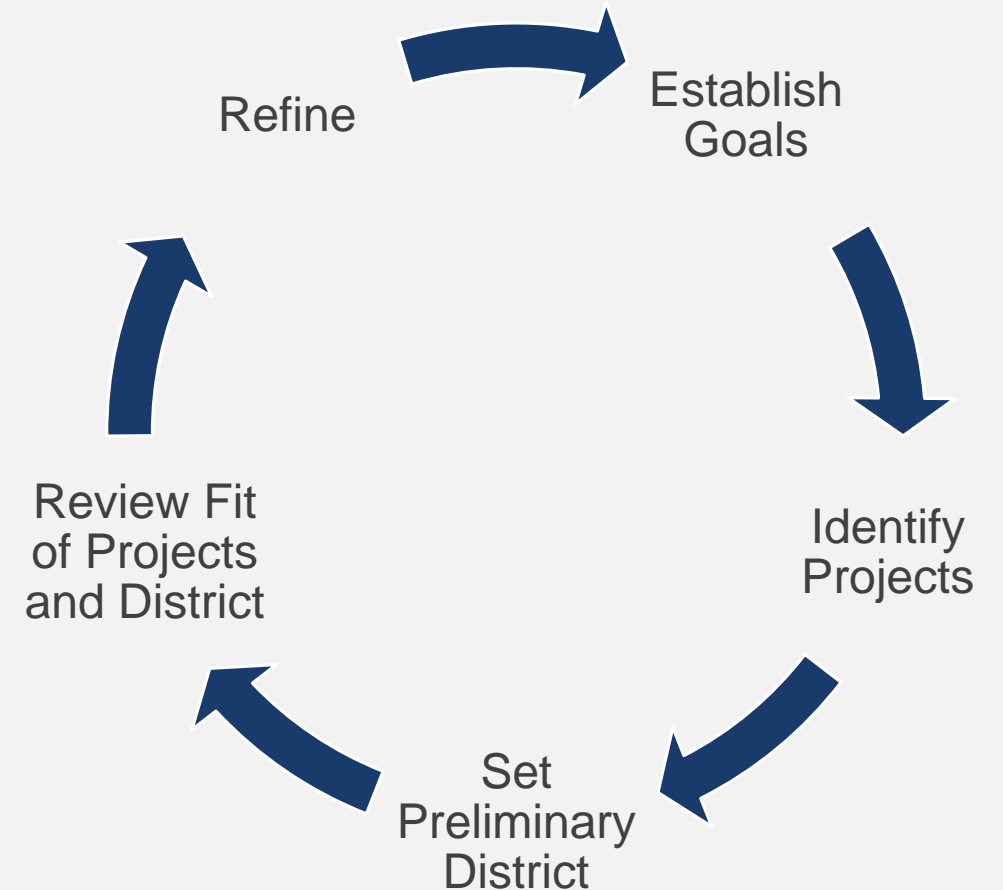 Refine
Establish
Goals
Identify
Projects
Set
Preliminary
District
Review Fit
of Projects
and District